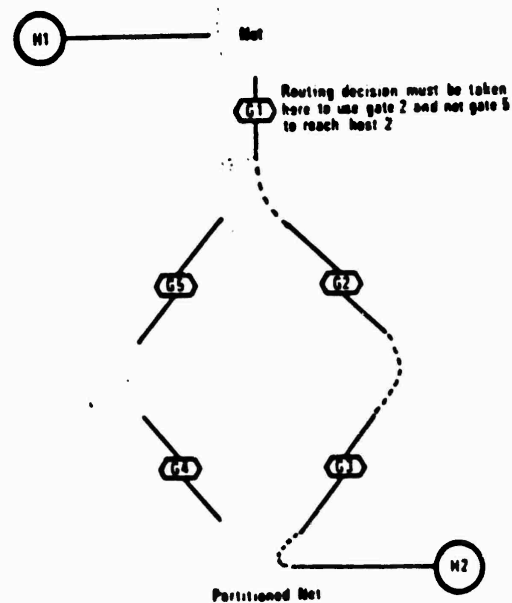 H1
Net
G1
Routing decision must be taken
here to use gate 2 and not gate 5
to reach host 2
G5
G2
G4
G3
H2
Partitioned Net